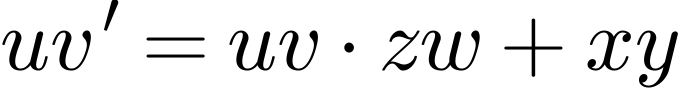 uv′ = uv · zw + xy